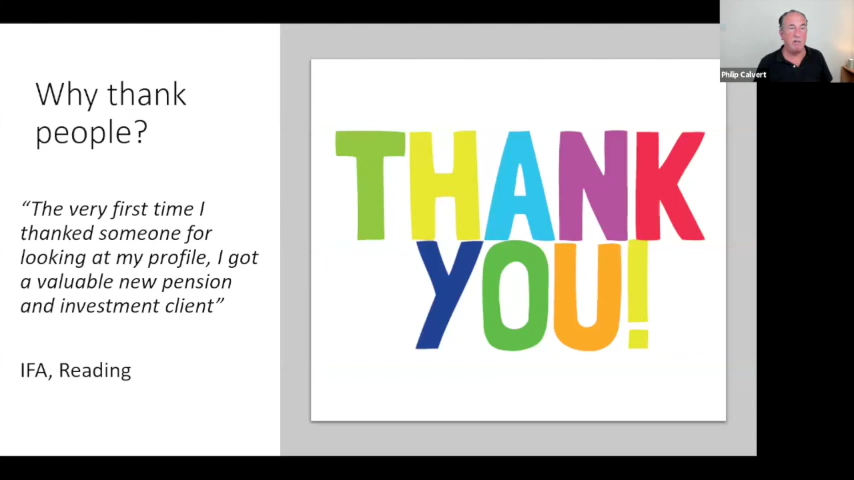 Why thank
people?
“The very first time I
thanked someone for
looking at my profile, I got
a valuable new pension
and investment client”
IFA, Reading
THANK
YOU!
Philip Calvert